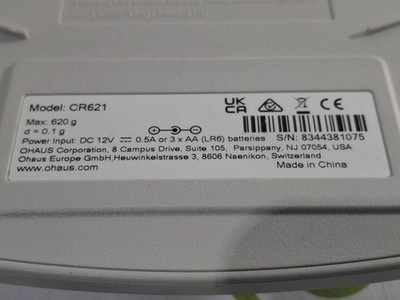 Model: CR621
Max: 620 g
d = 0.1 g
Power Input: DC 12V ⎓ 0.5A or 3 x AA (LR6) batteries
UK
CA
CE
S/N: 8344381075
OHAUS Corporation, 8 Campus Drive, Suite 105, Parsippany, NJ 07054, USA
Ohaus Europe GmbH,Heuwinkelstrasse 3, 8606 Naenikon, Switzerland
www.ohaus.com
Made in China